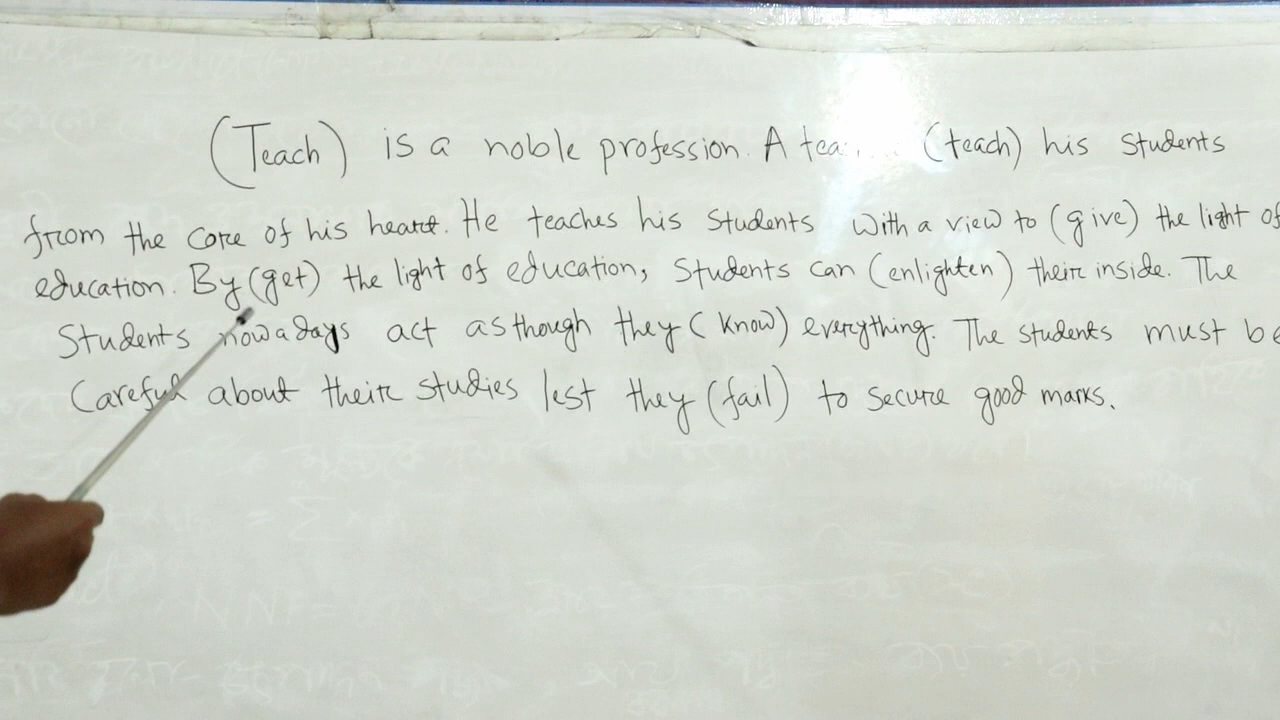 (Teach) is a noble profession. A (teach) his students
from the core of his heart. He teaches his students with a view to (give) the light of
education. By (get) the light of education, students can (enlighten) their inside. The
students nowadays act as though they (know) everything. The students must be
careful about their studies lest they (fail) to secure good marks.